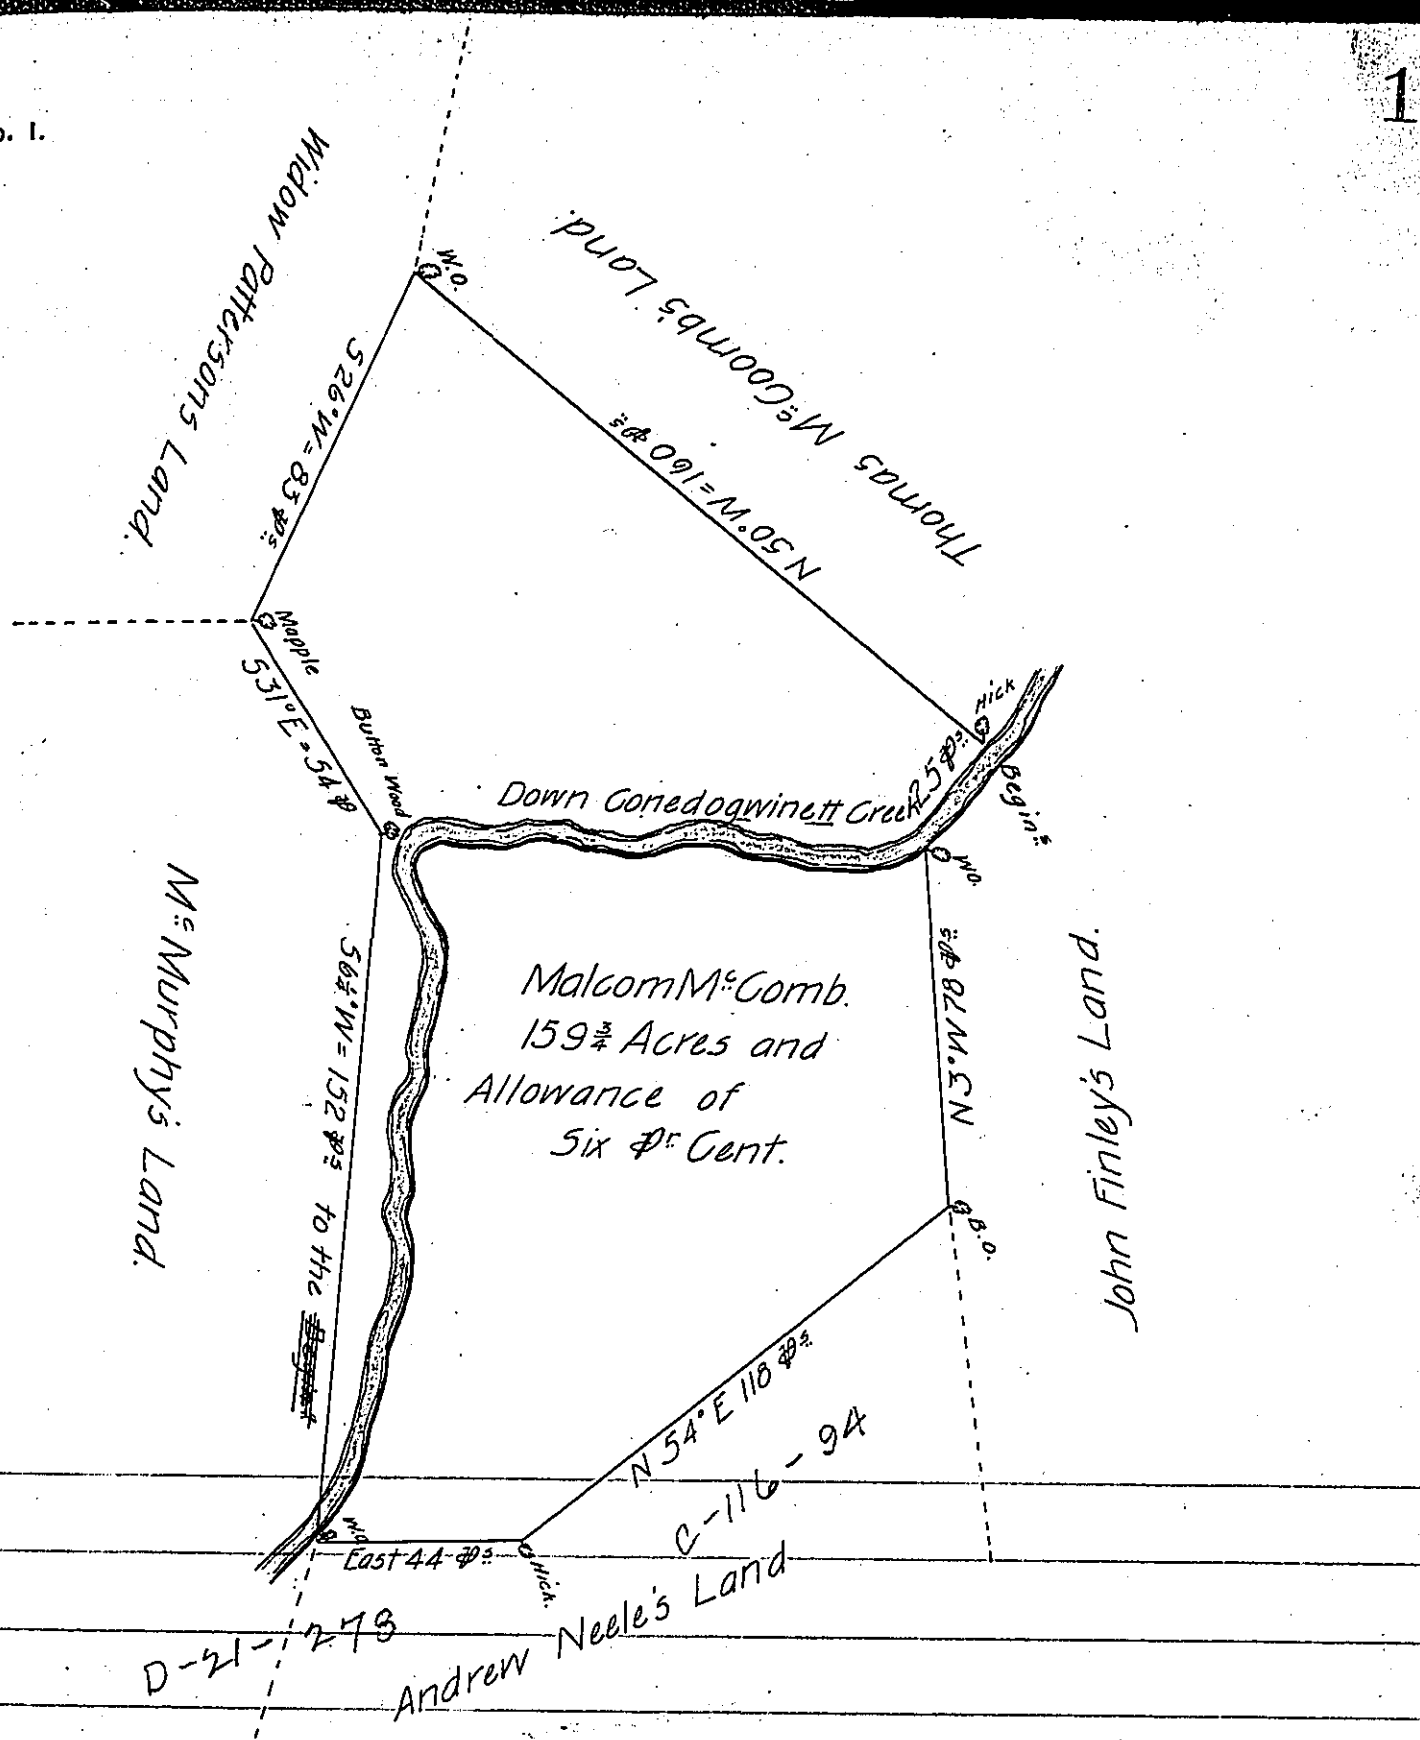 1
o. 1.
Widow Pattersons Land.
Thomas McCoombs Land.
W.O.
S 26° W = 83 Ps
N 50° W = 160 Ps
Mapple
S31°E = 54 P
Button Wood
Hick
Begins
25 Ps
Down Conedogwinett Creek
W.O.
N 3° W 78 Ps
McMurphy's Land.
S 6¼° W = 152 Ps to the
Malcom McComb.
159¾ Acres and
Allowance of
Six Pr Cent.
John Finley's Land.
B.O.
N 54° E 118 Ps
C-116-94
W.O.
East 44 Ps
Hick.
Andrew Neele's Land
D-21-278